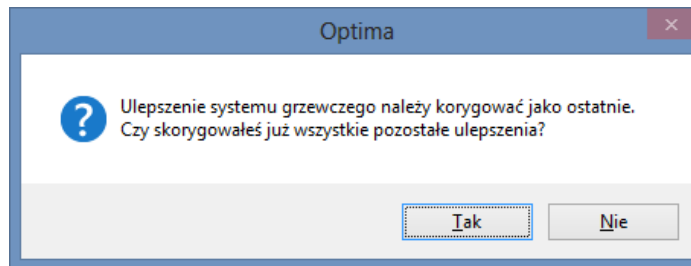 Optima
Ulepszenie systemu grzewczego należy korygować jako ostatnie.
Czy skorygowałeś już wszystkie pozostałe ulepszenia?
Tak
Nie